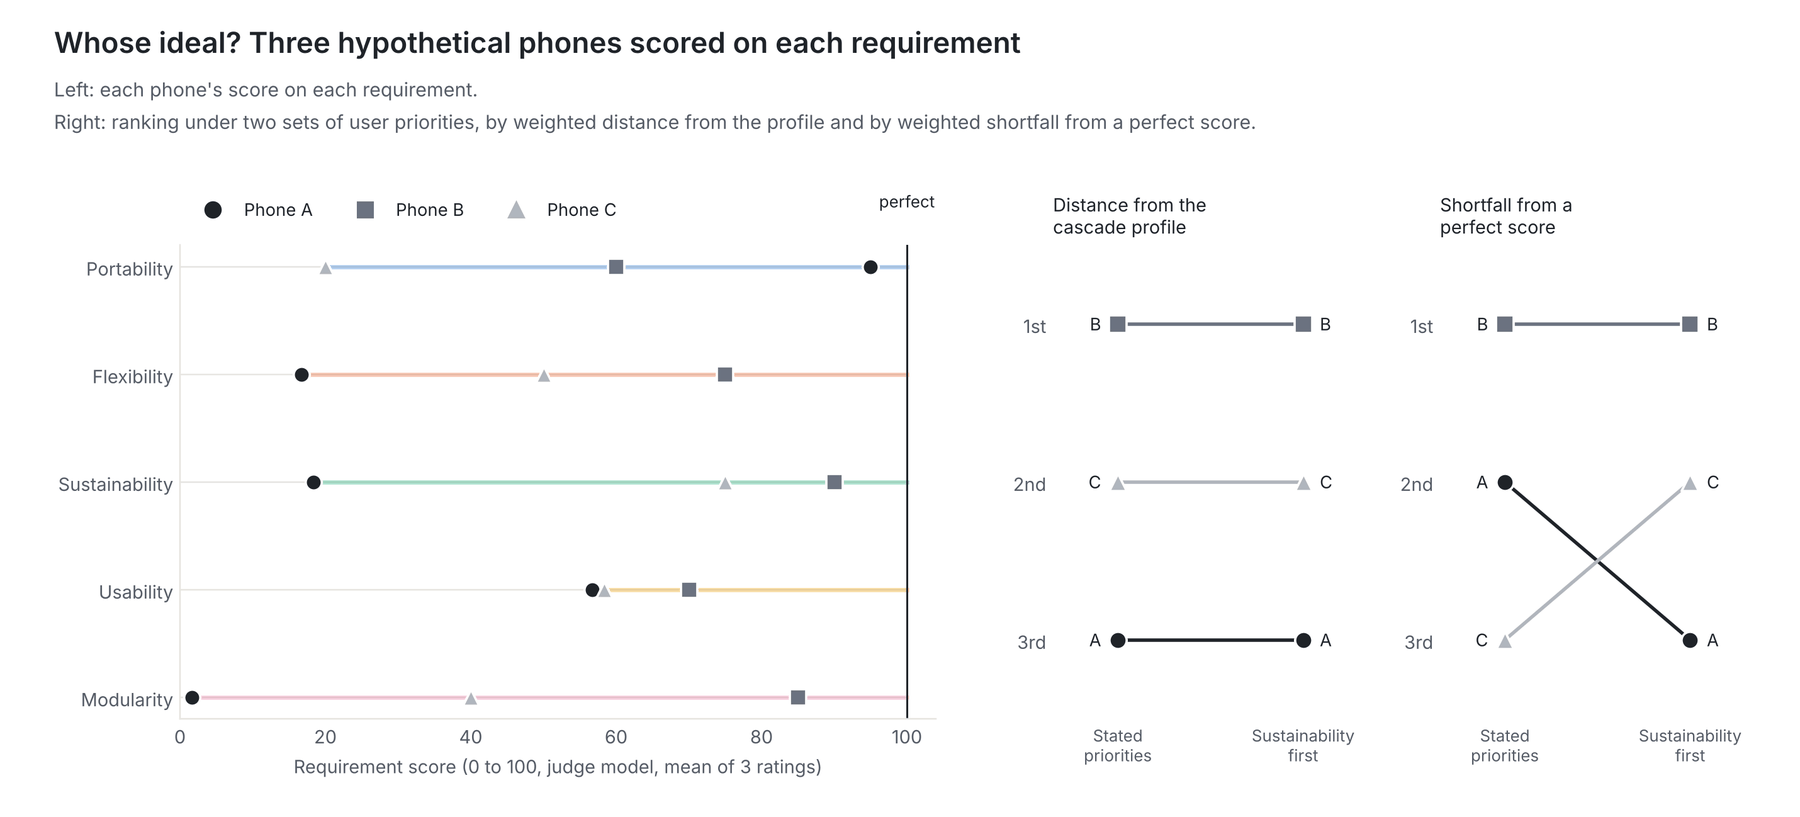 Whose ideal? Three hypothetical phones scored on each requirement
Left: each phone's score on each requirement.
Right: ranking under two sets of user priorities, by weighted distance from the profile and by weighted shortfall from a perfect score.
Phone A
Phone B
Phone C
perfect
Portability
Flexibility
Sustainability
Usability
Modularity
0
20
40
60
80
100
Requirement score (0 to 100, judge model, mean of 3 ratings)
Distance from the
cascade profile
1st
B
B
2nd
C
C
3rd
A
A
Stated
priorities
Sustainability
first
Shortfall from a
perfect score
1st
B
B
2nd
A
C
3rd
C
A
Stated
priorities
Sustainability
first